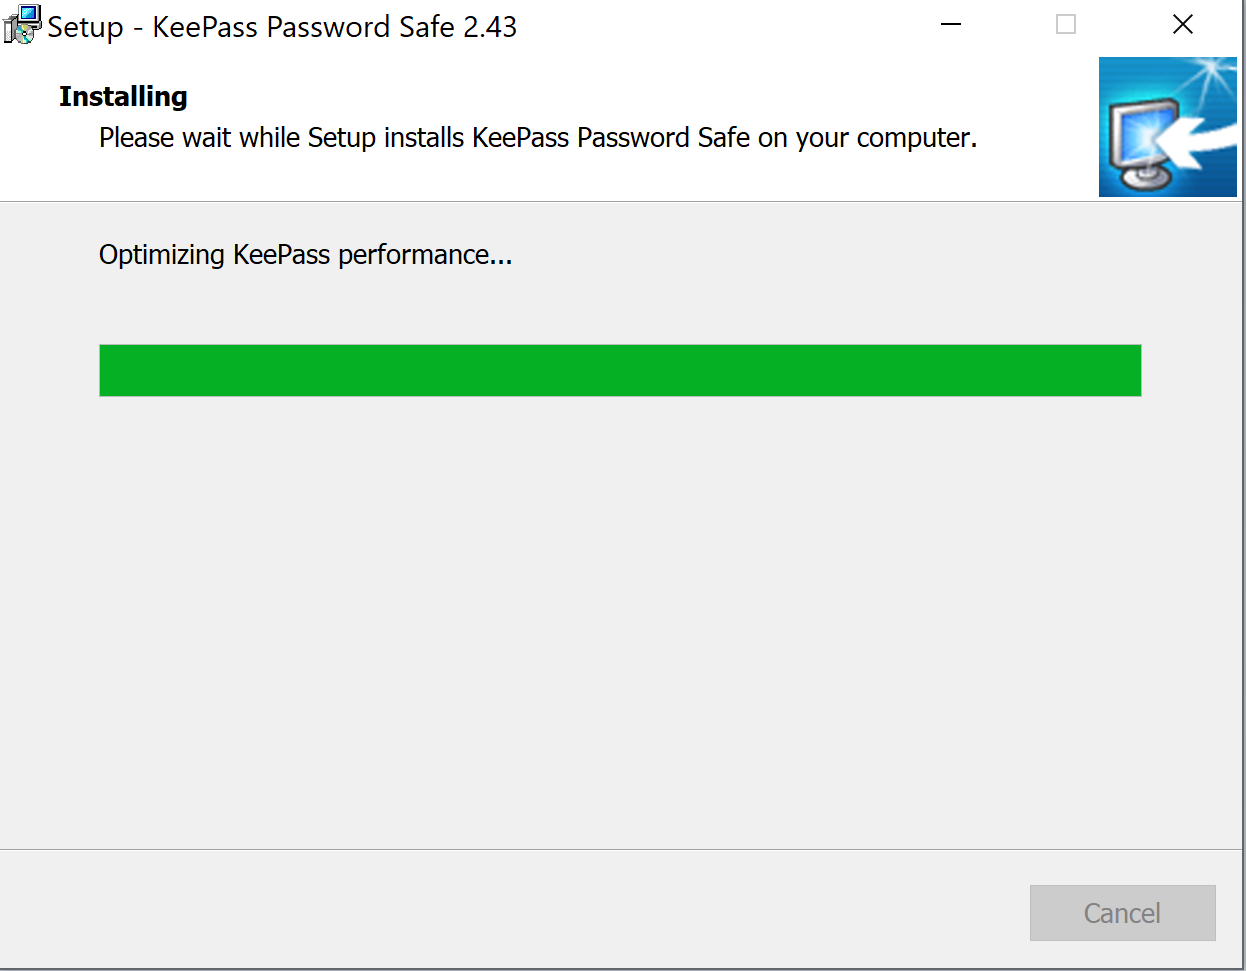 Setup - KeePass Password Safe 2.43
Installing
Please wait while Setup installs KeePass Password Safe on your computer.
Optimizing KeePass performance...
Cancel